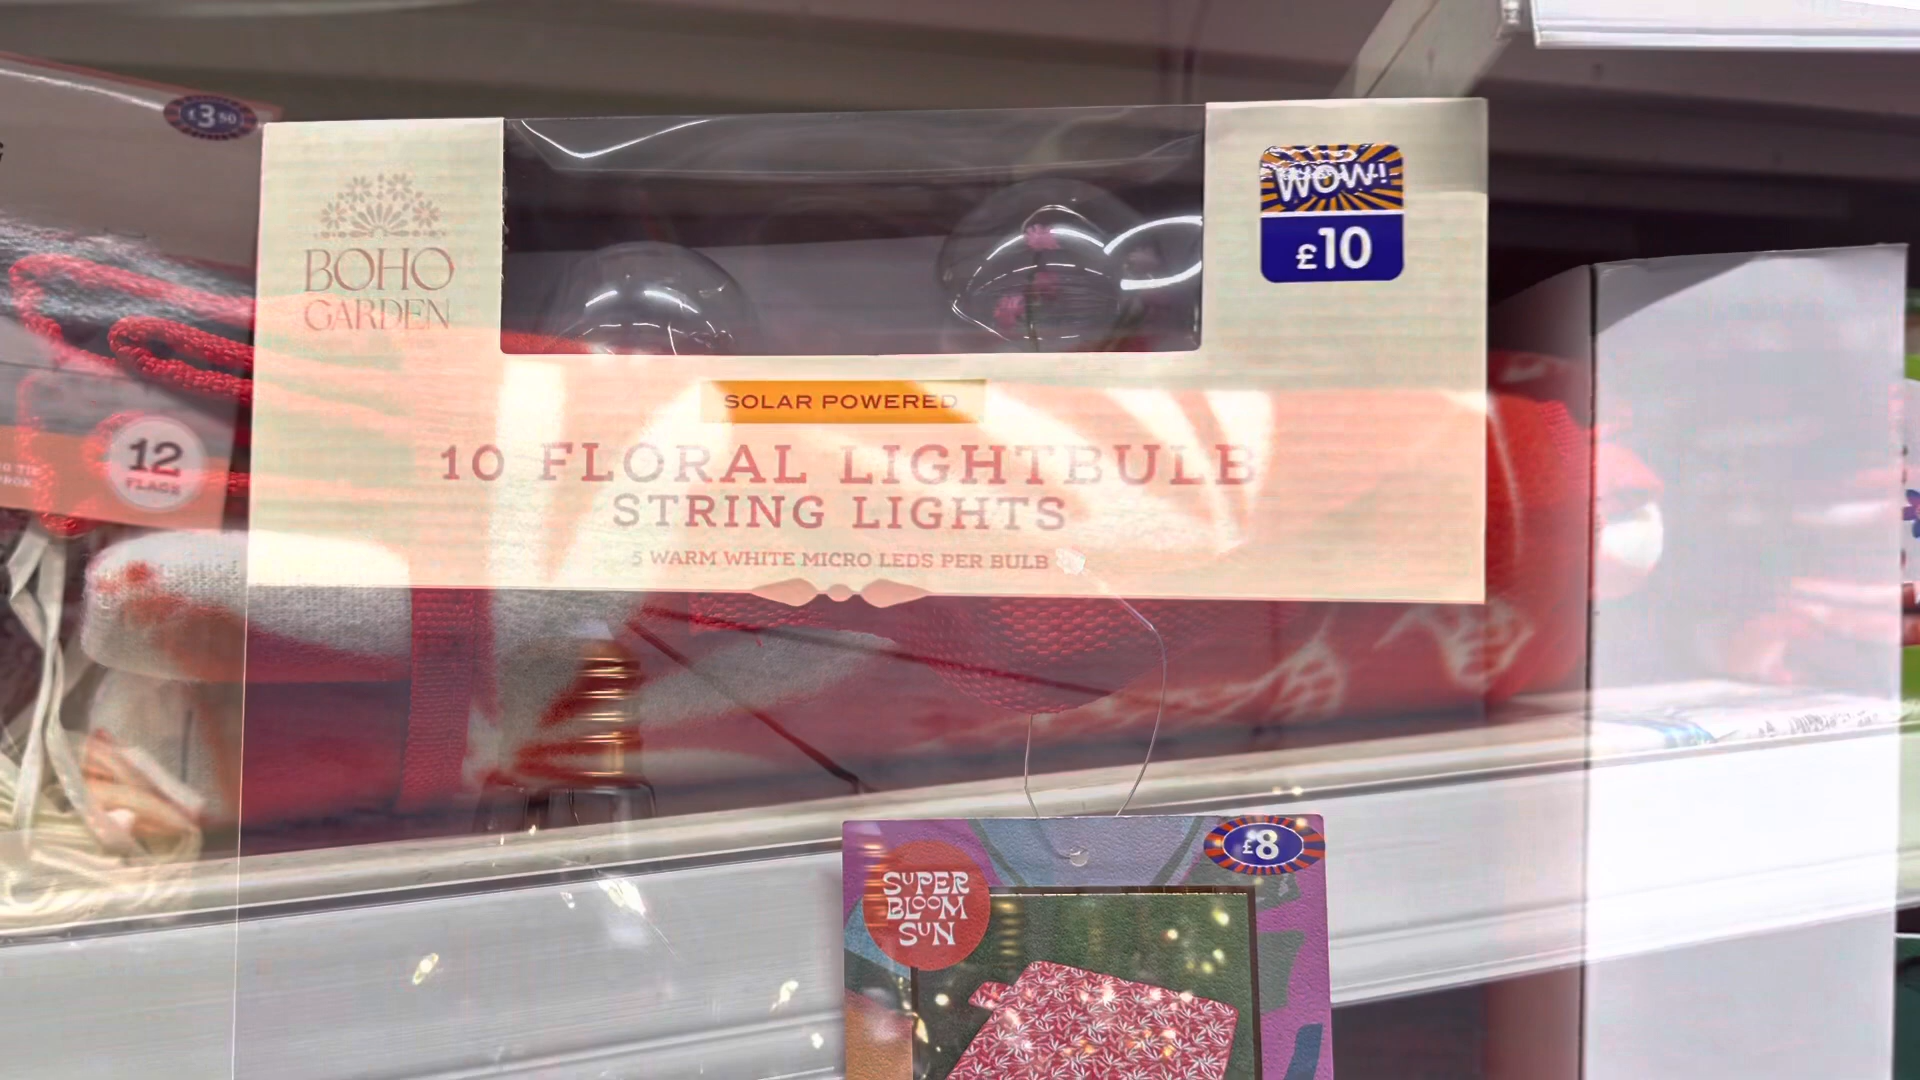 £3.50
BOHO
GARDEN
WOW!
£10
SOLAR POWERED
10 FLORAL LIGHTBULB
STRING LIGHTS
5 WARM WHITE MICRO LEDS PER BULB
12
FLAGS
£8
SUPER
BLOOM
SUN